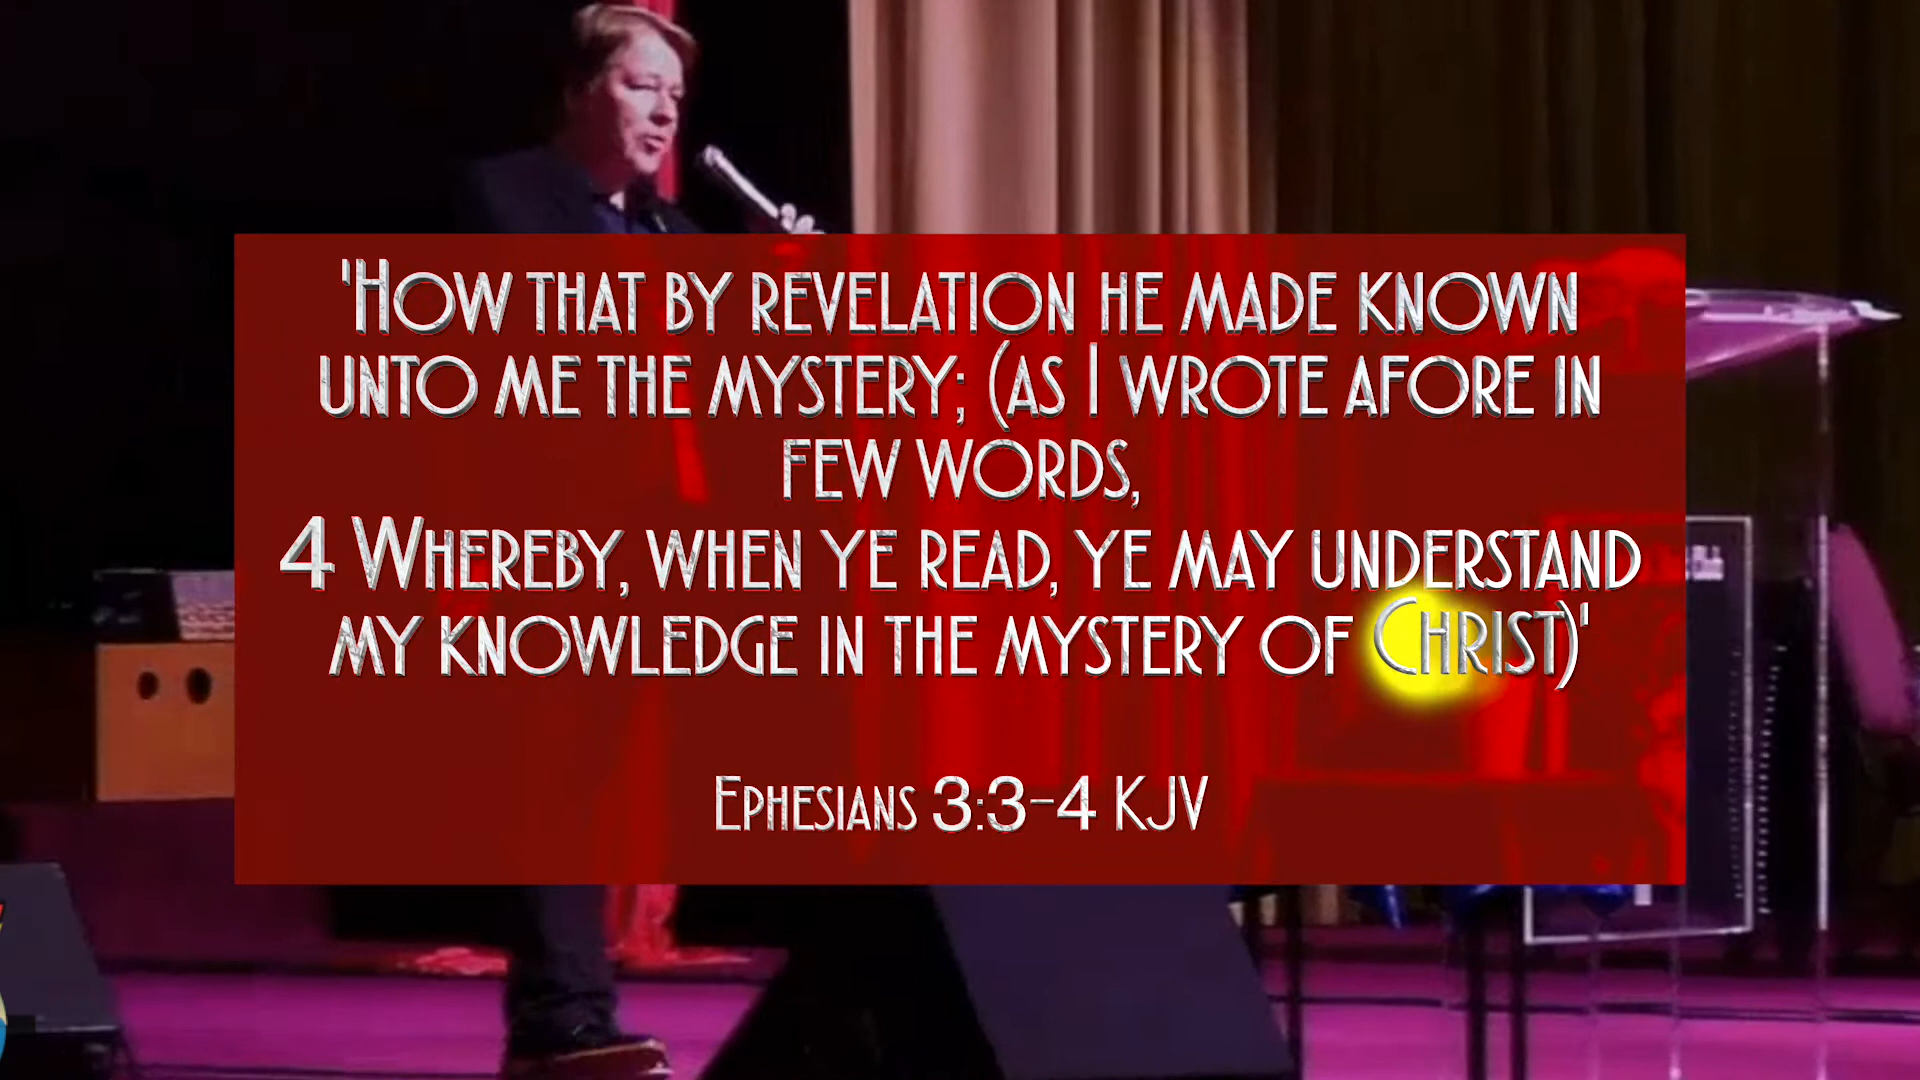 'How that by revelation he made known
unto me the mystery; (as I wrote afore in
few words,
4 Whereby, when ye read, ye may understand
my knowledge in the mystery of Christ)'
Ephesians 3:3-4 KJV